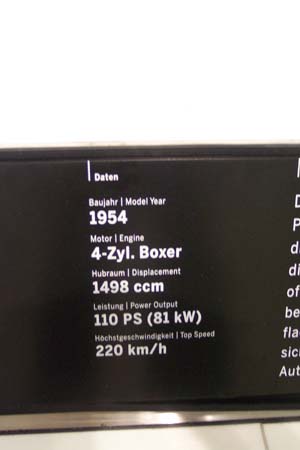 Daten
Baujahr | Model Year
1954
Motor | Engine
4-Zyl. Boxer
Hubraum | Displacement
1498 ccm
Leistung | Power Output
110 PS (81 kW)
Höchstgeschwindigkeit | Top Speed
220 km/h